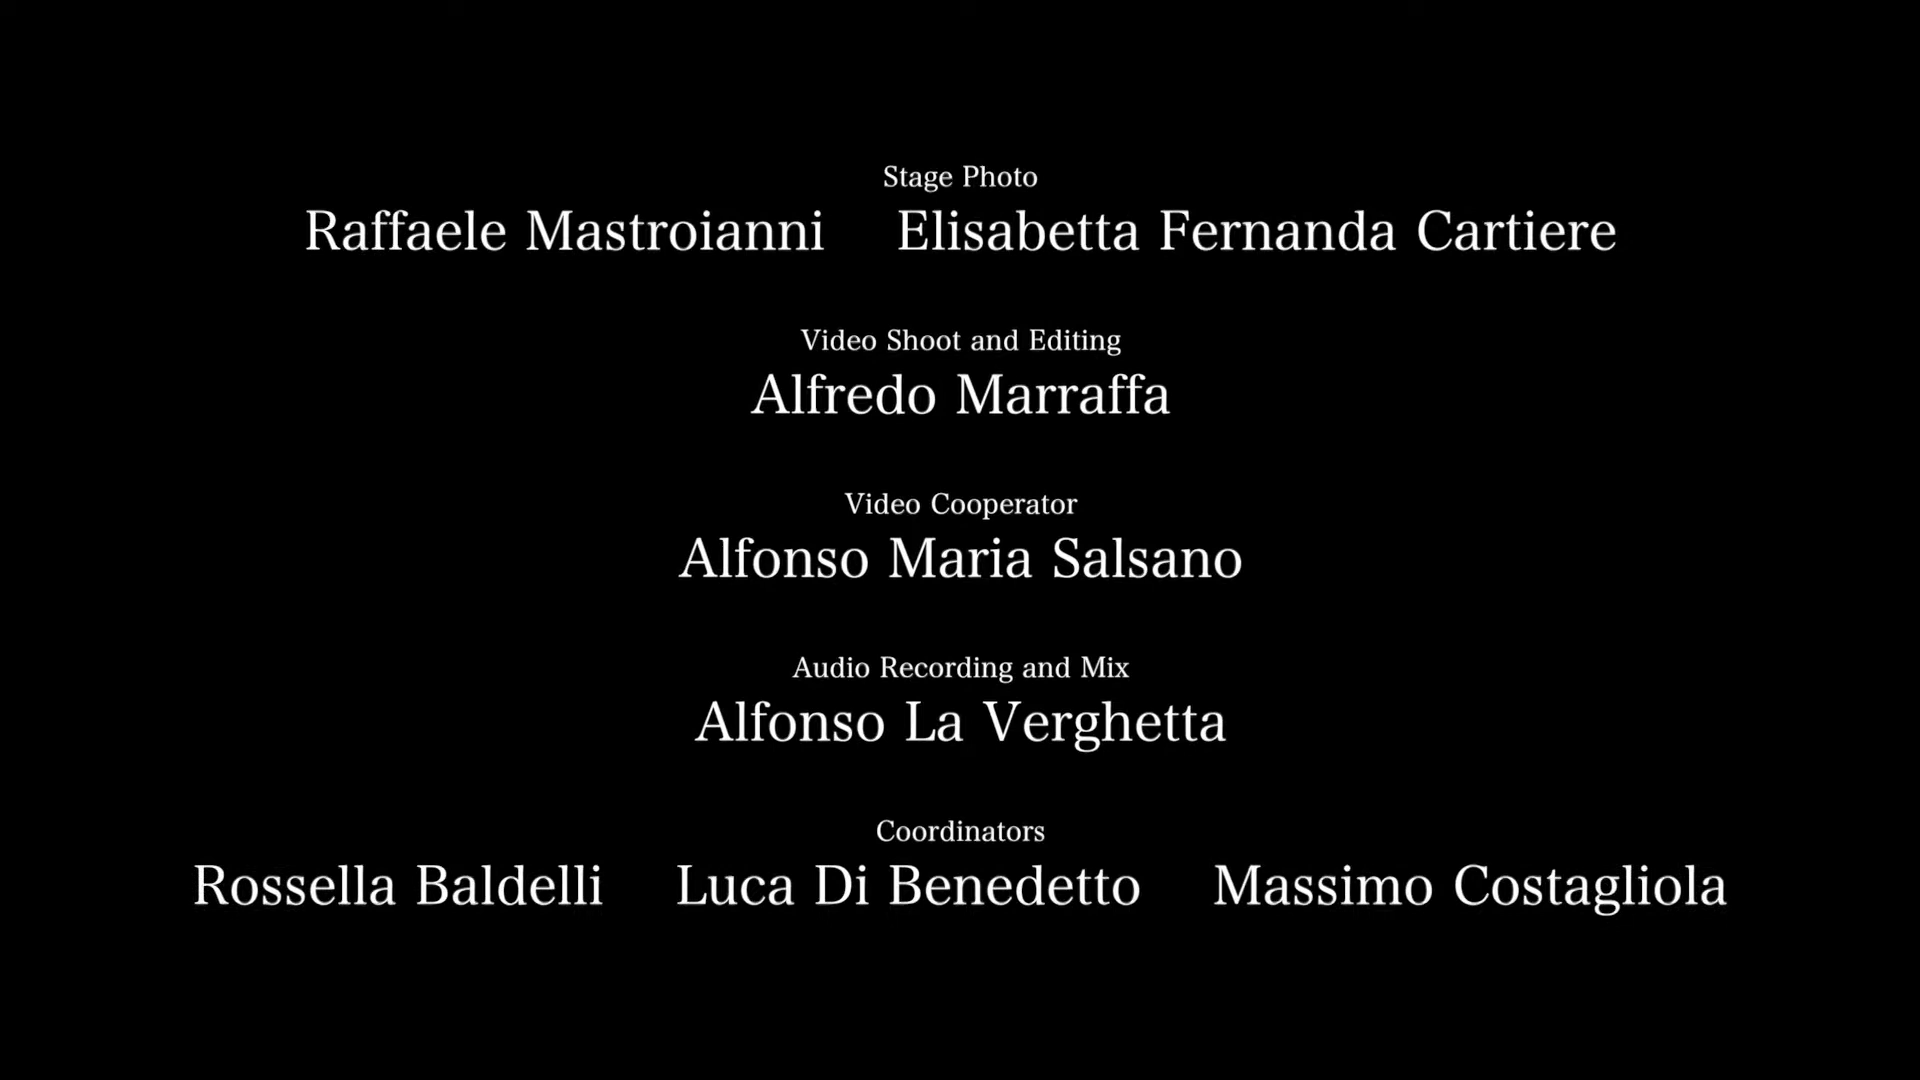 Stage Photo
Raffaele Mastroianni Elisabetta Fernanda Cartiere
Video Shoot and Editing
Alfredo Marraffa
Video Cooperator
Alfonso Maria Salsano
Audio Recording and Mix
Alfonso La Verghetta
Coordinators
Rossella Baldelli Luca Di Benedetto Massimo Costagliola